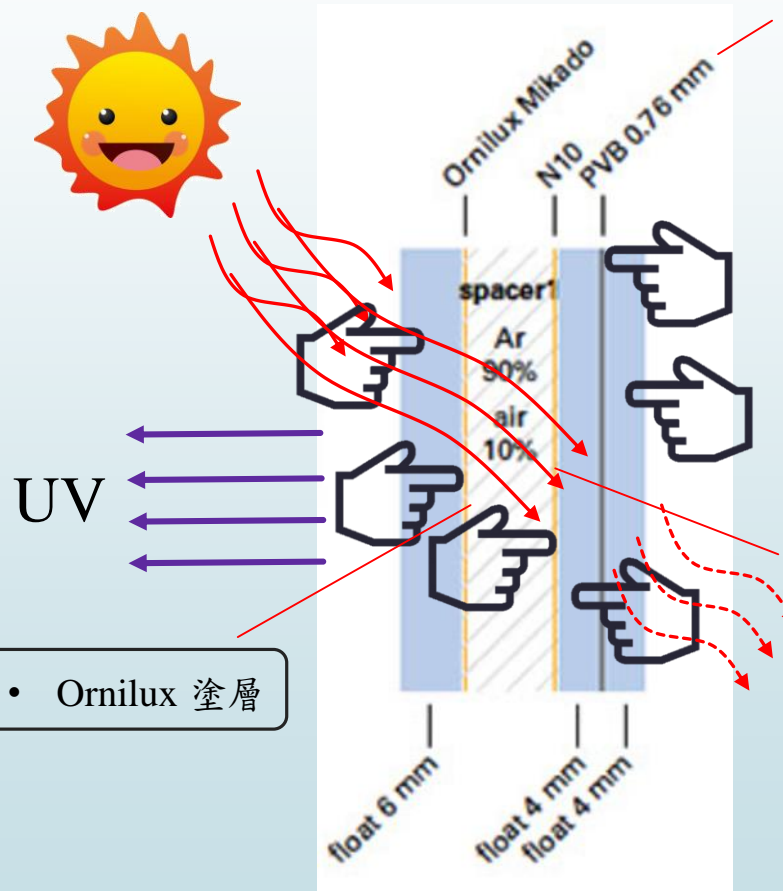 Ornilux Mikado
N10
PVB 0.76 mm
spacer1
Ar
90%
air
10%
UV
• Ornilux 塗層
float 6 mm
float 4 mm
float 4 mm